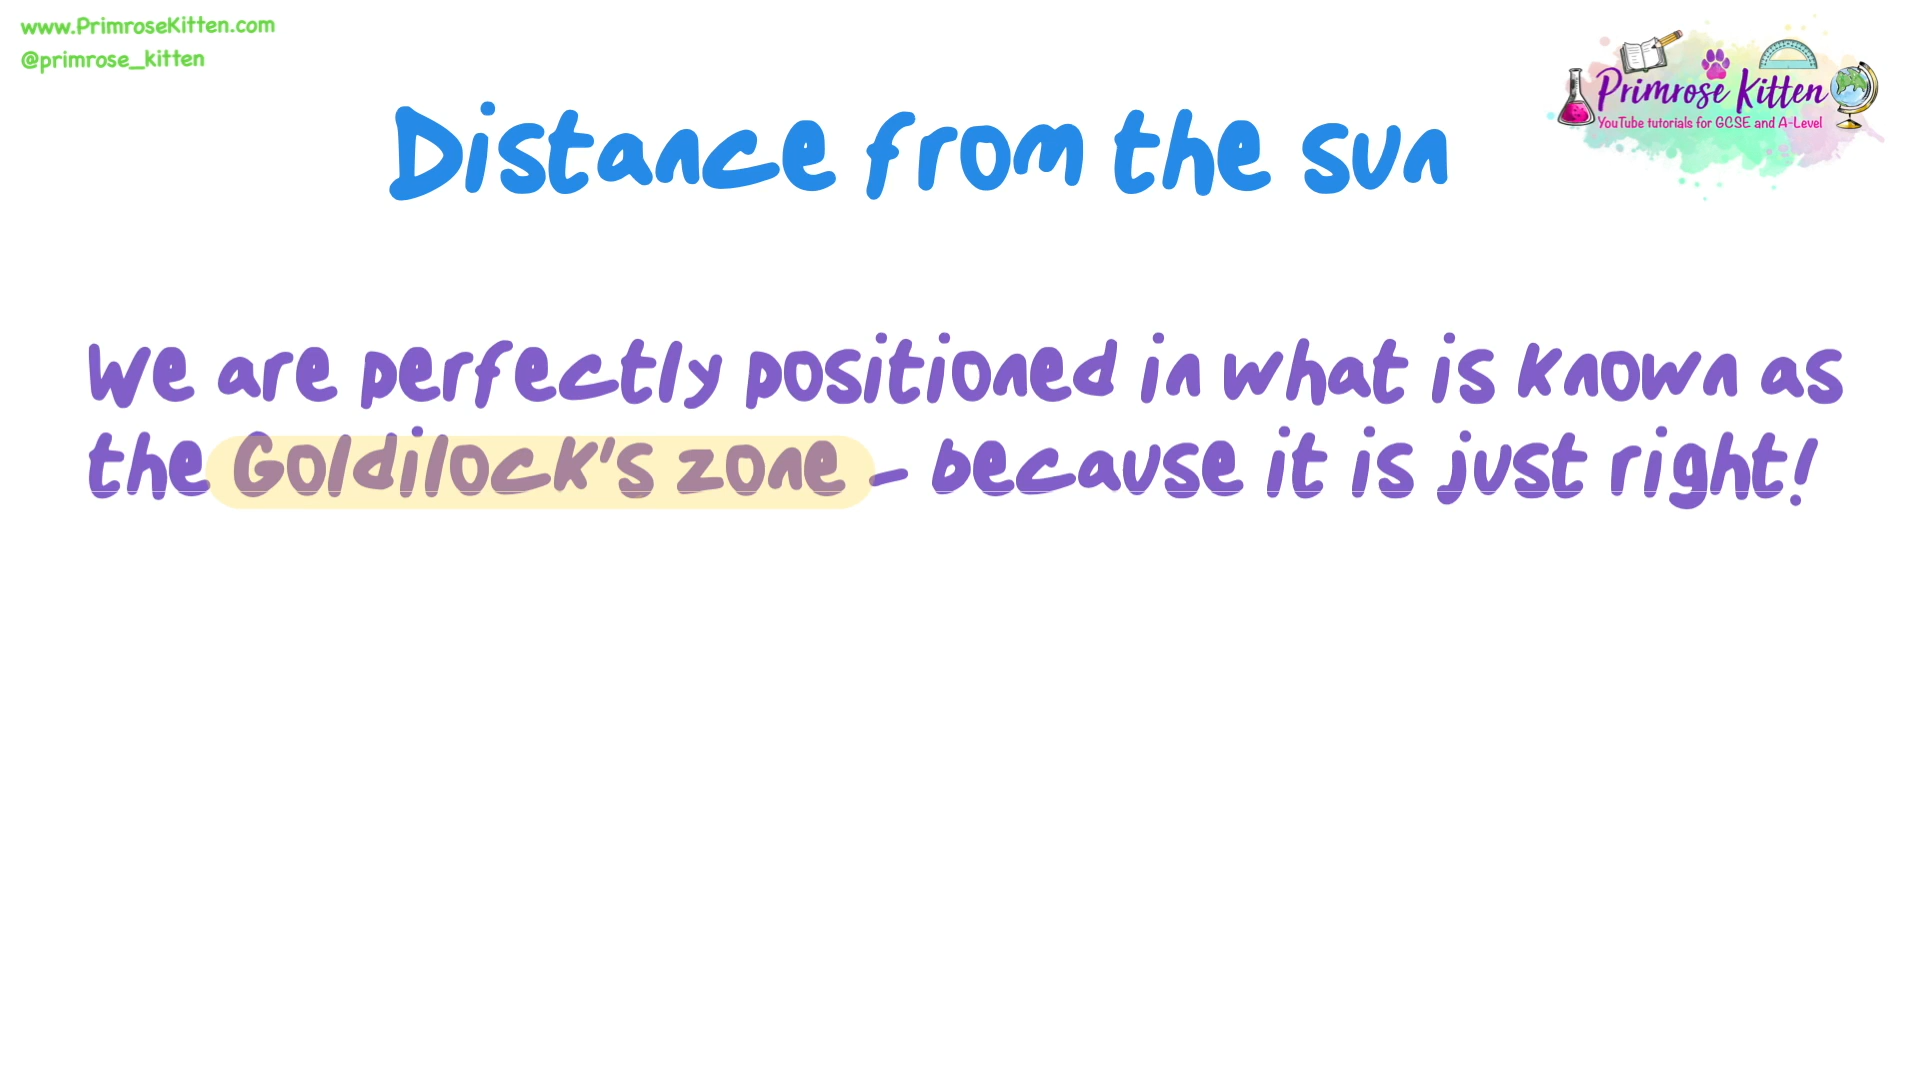 www.PrimroseKitten.com
@primrose_kitten
Primrose Kitten
YouTube tutorials for GCSE and A-Level
Distance from the sun
We are perfectly positioned in what is known as
the Goldilock's zone - because it is just right!